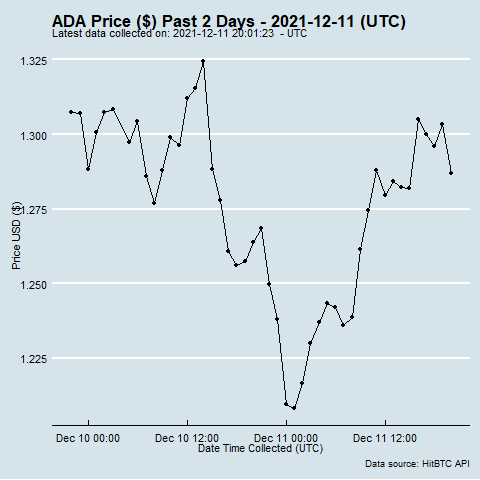 ADA Price ($) Past 2 Days - 2021-12-11 (UTC)
Latest data collected on: 2021-12-11 20:01:23 - UTC
1.325
1.300
1.275
1.250
1.225
Price USD ($)
Dec 10 00:00 Dec 10 12:00 Dec 11 00:00 Dec 11 12:00
Date Time Collected (UTC)
Data source: HitBTC API